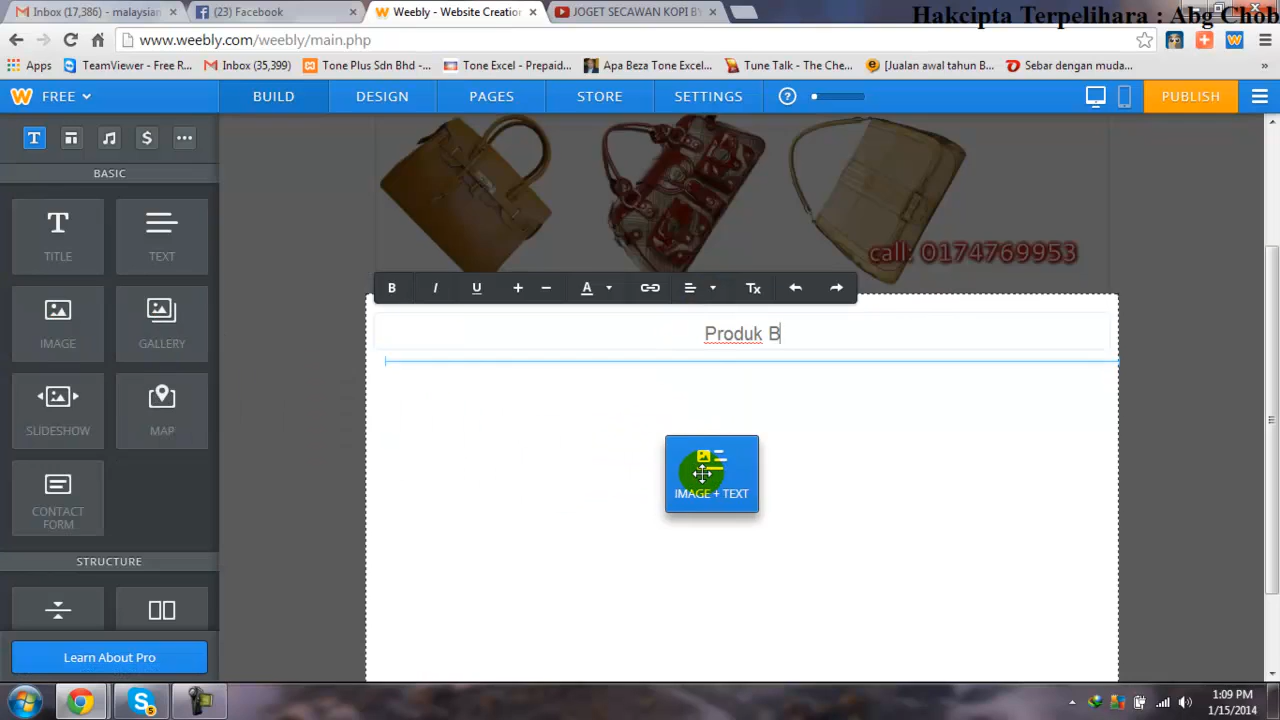 Inbox (17,386) - malaysian
(23) Facebook
Weebly - Website Creation
JOGET SECAWAN KOPI BY
Hakcipta Terpelihara : Abg Chob
www.weebly.com/weebly/main.php
Apps
TeamViewer - Free R...
Inbox (35,399)
Tone Plus Sdn Bhd -...
Tone Excel - Prepaid...
Apa Beza Tone Excel...
Tune Talk - The Che...
[Jualan awal tahun B...
Sebar dengan muda...
»
FREE
BUILD
DESIGN
PAGES
STORE
SETTINGS
?
PUBLISH
T
$
BASIC
T
TITLE
TEXT
IMAGE
GALLERY
SLIDESHOW
MAP
CONTACT
FORM
STRUCTURE
Learn About Pro
call: 0174769953
B
I
U
+
−
A
Tx
Produk B
IMAGE + TEXT
5
1:09 PM
1/15/2014